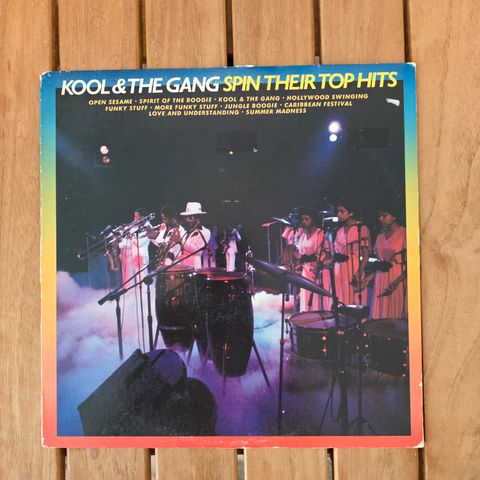 KOOL & THE GANG SPIN THEIR TOP HITS
OPEN SESAME · SPIRIT OF THE BOOGIE · KOOL & THE GANG · HOLLYWOOD SWINGING
FUNKY STUFF · MORE FUNKY STUFF · JUNGLE BOOGIE · CARIBBEAN FESTIVAL
LOVE AND UNDERSTANDING · SUMMER MADNESS